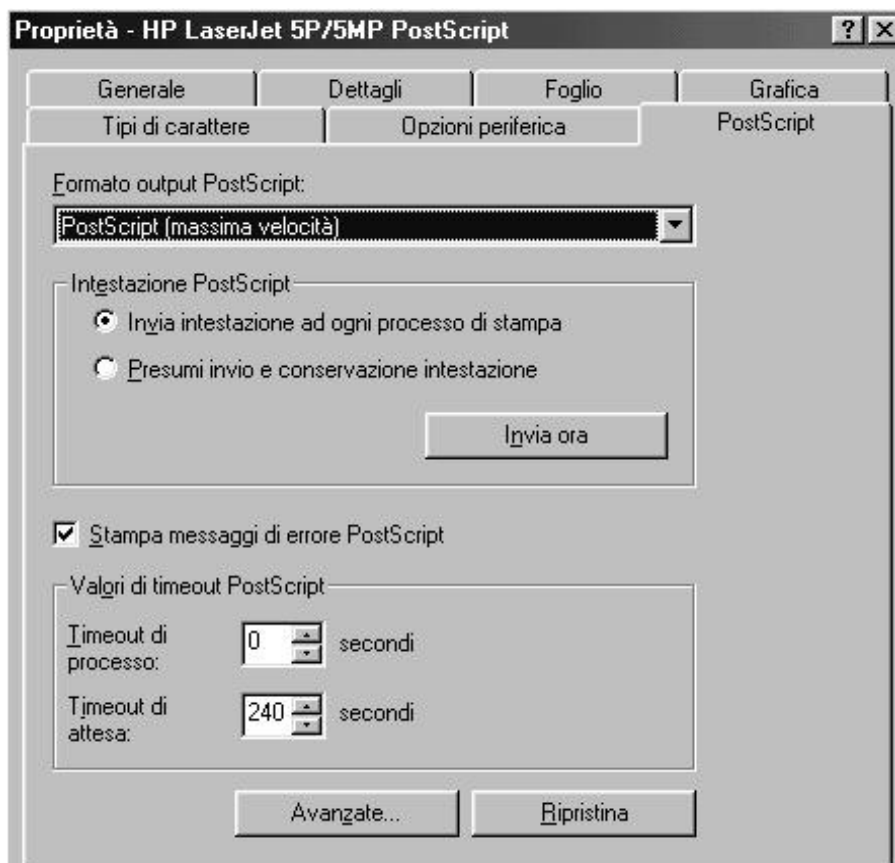 Proprietà - HP LaserJet 5P/5MP PostScript
Generale Dettagli Foglio Grafica
Tipi di carattere Opzioni periferica PostScript
Formato output PostScript:
PostScript (massima velocità)
Intestazione PostScript
Invia intestazione ad ogni processo di stampa
Presumi invio e conservazione intestazione
Invia ora
Stampa messaggi di errore PostScript
Valori di timeout PostScript
Timeout di
processo:
0 secondi
Timeout di
attesa:
240 secondi
Avanzate... Ripristina